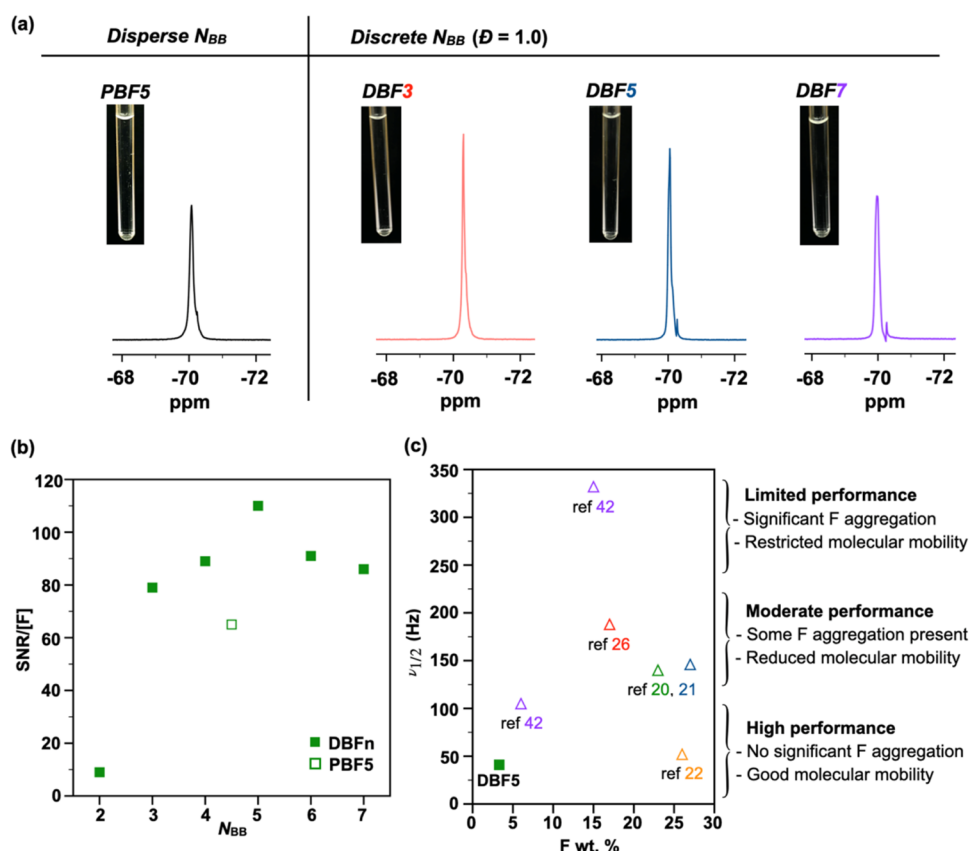 (a)
Disperse NBB
Discrete NBB (Đ = 1.0)
PBF5
DBF3
DBF5
DBF7
-68 -70 -72
ppm
-68 -70 -72
ppm
-68 -70 -72
ppm
-68 -70 -72
ppm
(b)
120
100
80
60
40
20
0
SNR/[F]
DBFn
PBF5
2 3 4 5 6 7
NBB
(c)
350
300
250
200
150
100
50
0
ν1/2 (Hz)
ref 42
ref 26
ref 20, 21
ref 42
ref 22
DBF5
0 5 10 15 20 25 30
F wt. %
Limited performance
- Significant F aggregation
- Restricted molecular mobility
Moderate performance
- Some F aggregation present
- Reduced molecular mobility
High performance
- No significant F aggregation
- Good molecular mobility